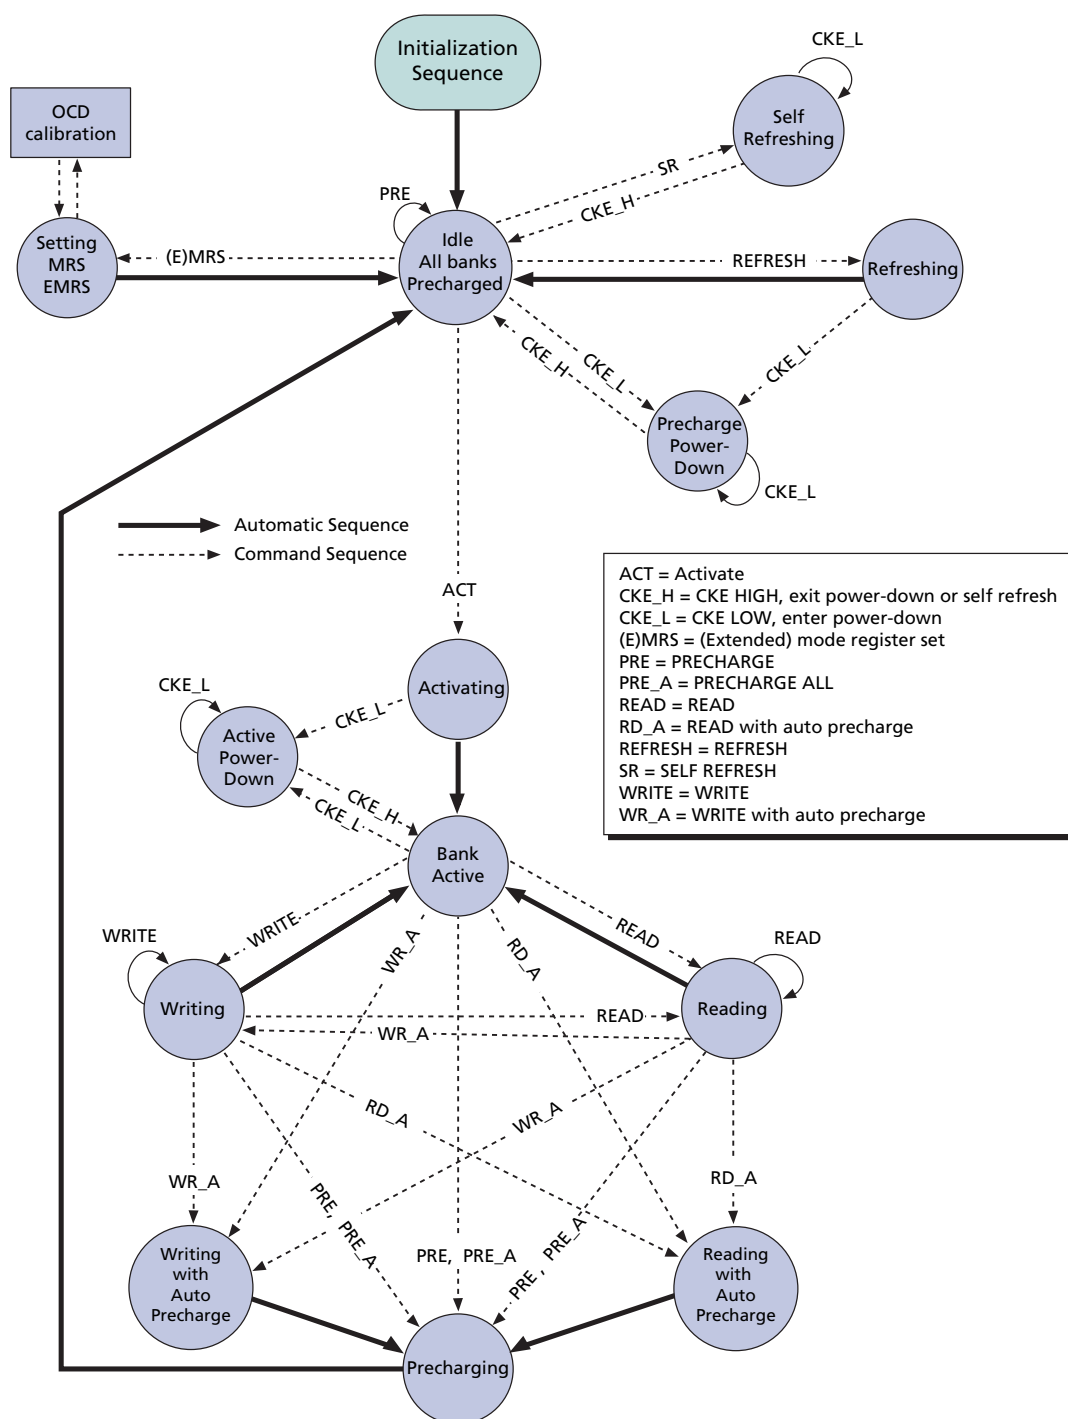 Initialization
Sequence
CKE_L
OCD
calibration
Self
Refreshing
SR
CKE_H
PRE
Setting
MRS
EMRS
(E)MRS
Idle
All banks
Precharged
REFRESH
Refreshing
CKE_H
CKE_L
CKE_L
Precharge
Power-
Down
CKE_L
Automatic Sequence
Command Sequence
ACT
ACT = Activate
CKE_H = CKE HIGH, exit power-down or self refresh
CKE_L = CKE LOW, enter power-down
(E)MRS = (Extended) mode register set
PRE = PRECHARGE
PRE_A = PRECHARGE ALL
READ = READ
RD_A = READ with auto precharge
REFRESH = REFRESH
SR = SELF REFRESH
WRITE = WRITE
WR_A = WRITE with auto precharge
Activating
CKE_L
CKE_L
Active
Power-
Down
CKE_H
CKE_L
Bank
Active
WRITE
WRITE
WR_A
RD_A
READ
READ
Writing
READ
WR_A
Reading
RD_A
WR_A
WR_A
RD_A
PRE, PRE_A
PRE, PRE_A
PRE, PRE_A
Writing
with
Auto
Precharge
Reading
with
Auto
Precharge
Precharging